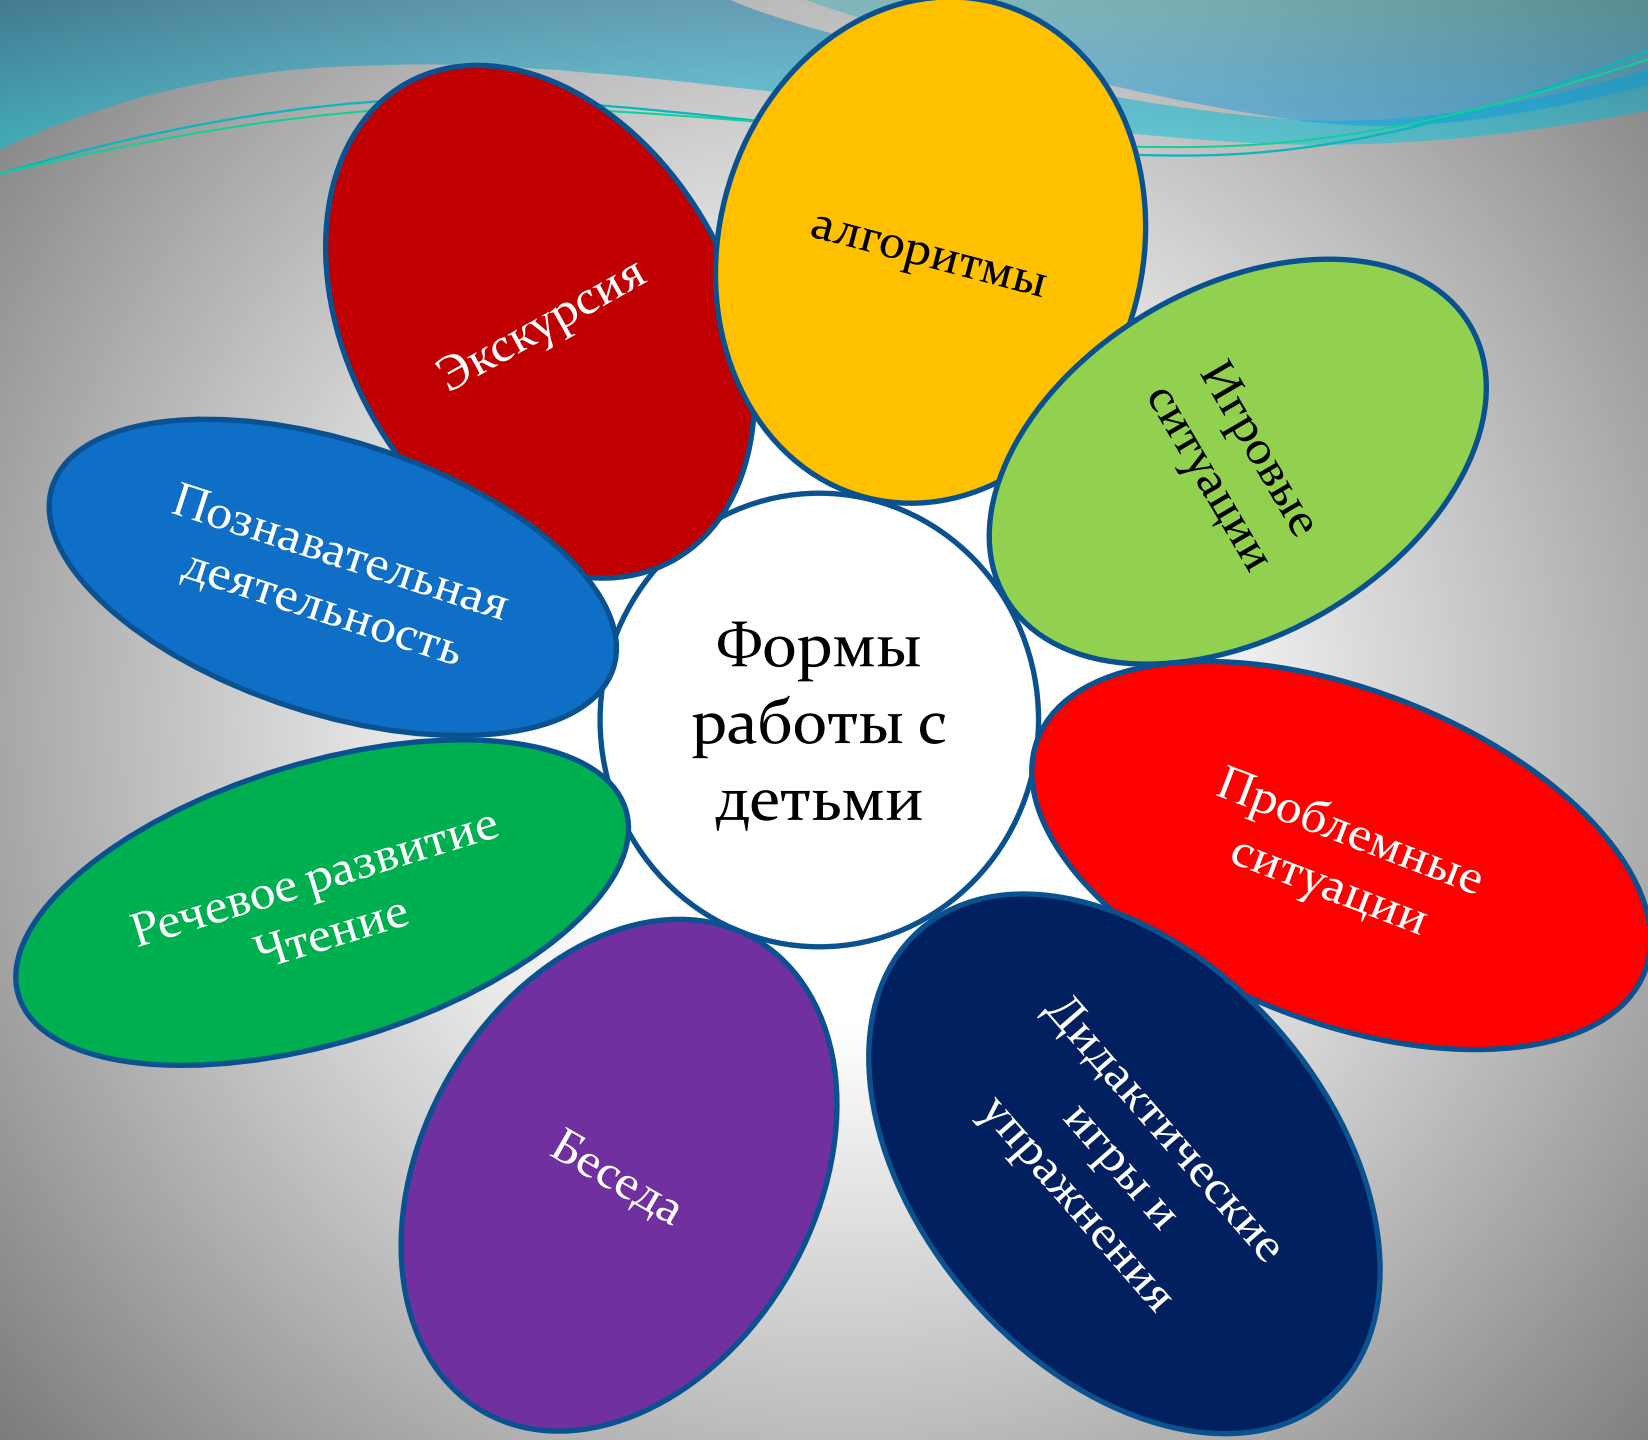 Экскурсия
алгоритмы
Игровые
ситуации
Познавательная
деятельность
Формы
работы с
детьми
Проблемные
ситуации
Речевое развитие
Чтение
Беседа
Дидактические
игры и
упражнения